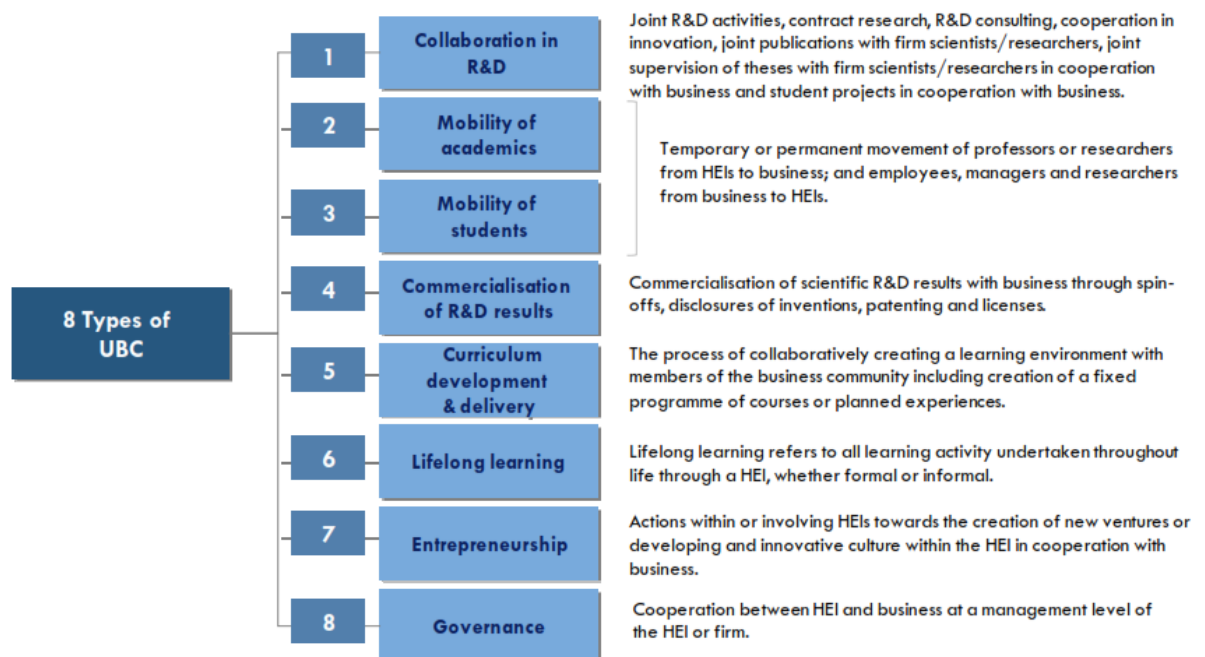 8 Types of
UBC
1
Collaboration in
R&D
Joint R&D activities, contract research, R&D consulting, cooperation in
innovation, joint publications with firm scientists/researchers, joint
supervision of theses with firm scientists/researchers in cooperation
with business and student projects in cooperation with business.
2
Mobility of
academics
3
Mobility of
students
Temporary or permanent movement of professors or researchers
from HEIs to business; and employees, managers and researchers
from business to HEIs.
4
Commercialisation
of R&D results
Commercialisation of scientific R&D results with business through spin-
offs, disclosures of inventions, patenting and licenses.
5
Curriculum
development
& delivery
The process of collaboratively creating a learning environment with
members of the business community including creation of a fixed
programme of courses or planned experiences.
6
Lifelong learning
Lifelong learning refers to all learning activity undertaken throughout
life through a HEI, whether formal or informal.
7
Entrepreneurship
Actions within or involving HEIs towards the creation of new ventures or
developing and innovative culture within the HEI in cooperation with
business.
8
Governance
Cooperation between HEI and business at a management level of
the HEI or firm.